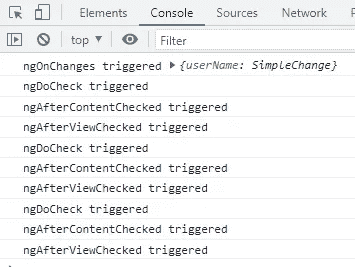 Elements Console Sources Network
top Filter
ngOnChanges triggered {userName: SimpleChange}
ngDoCheck triggered
ngAfterContentChecked triggered
ngAfterViewChecked triggered
ngDoCheck triggered
ngAfterContentChecked triggered
ngAfterViewChecked triggered
ngDoCheck triggered
ngAfterContentChecked triggered
ngAfterViewChecked triggered